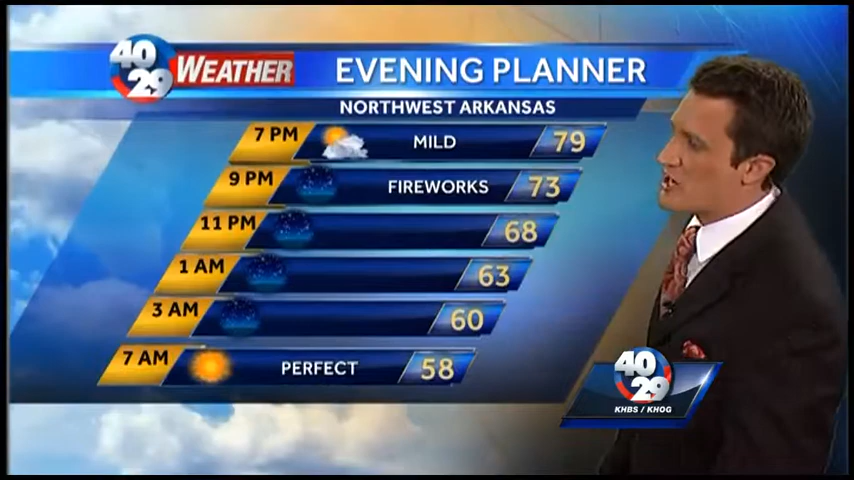 40
29
WEATHER
EVENING PLANNER
NORTHWEST ARKANSAS
7 PM MILD 79
9 PM FIREWORKS 73
11 PM 68
1 AM 63
3 AM 60
7 AM PERFECT 58
40
29
KHBS / KHOG